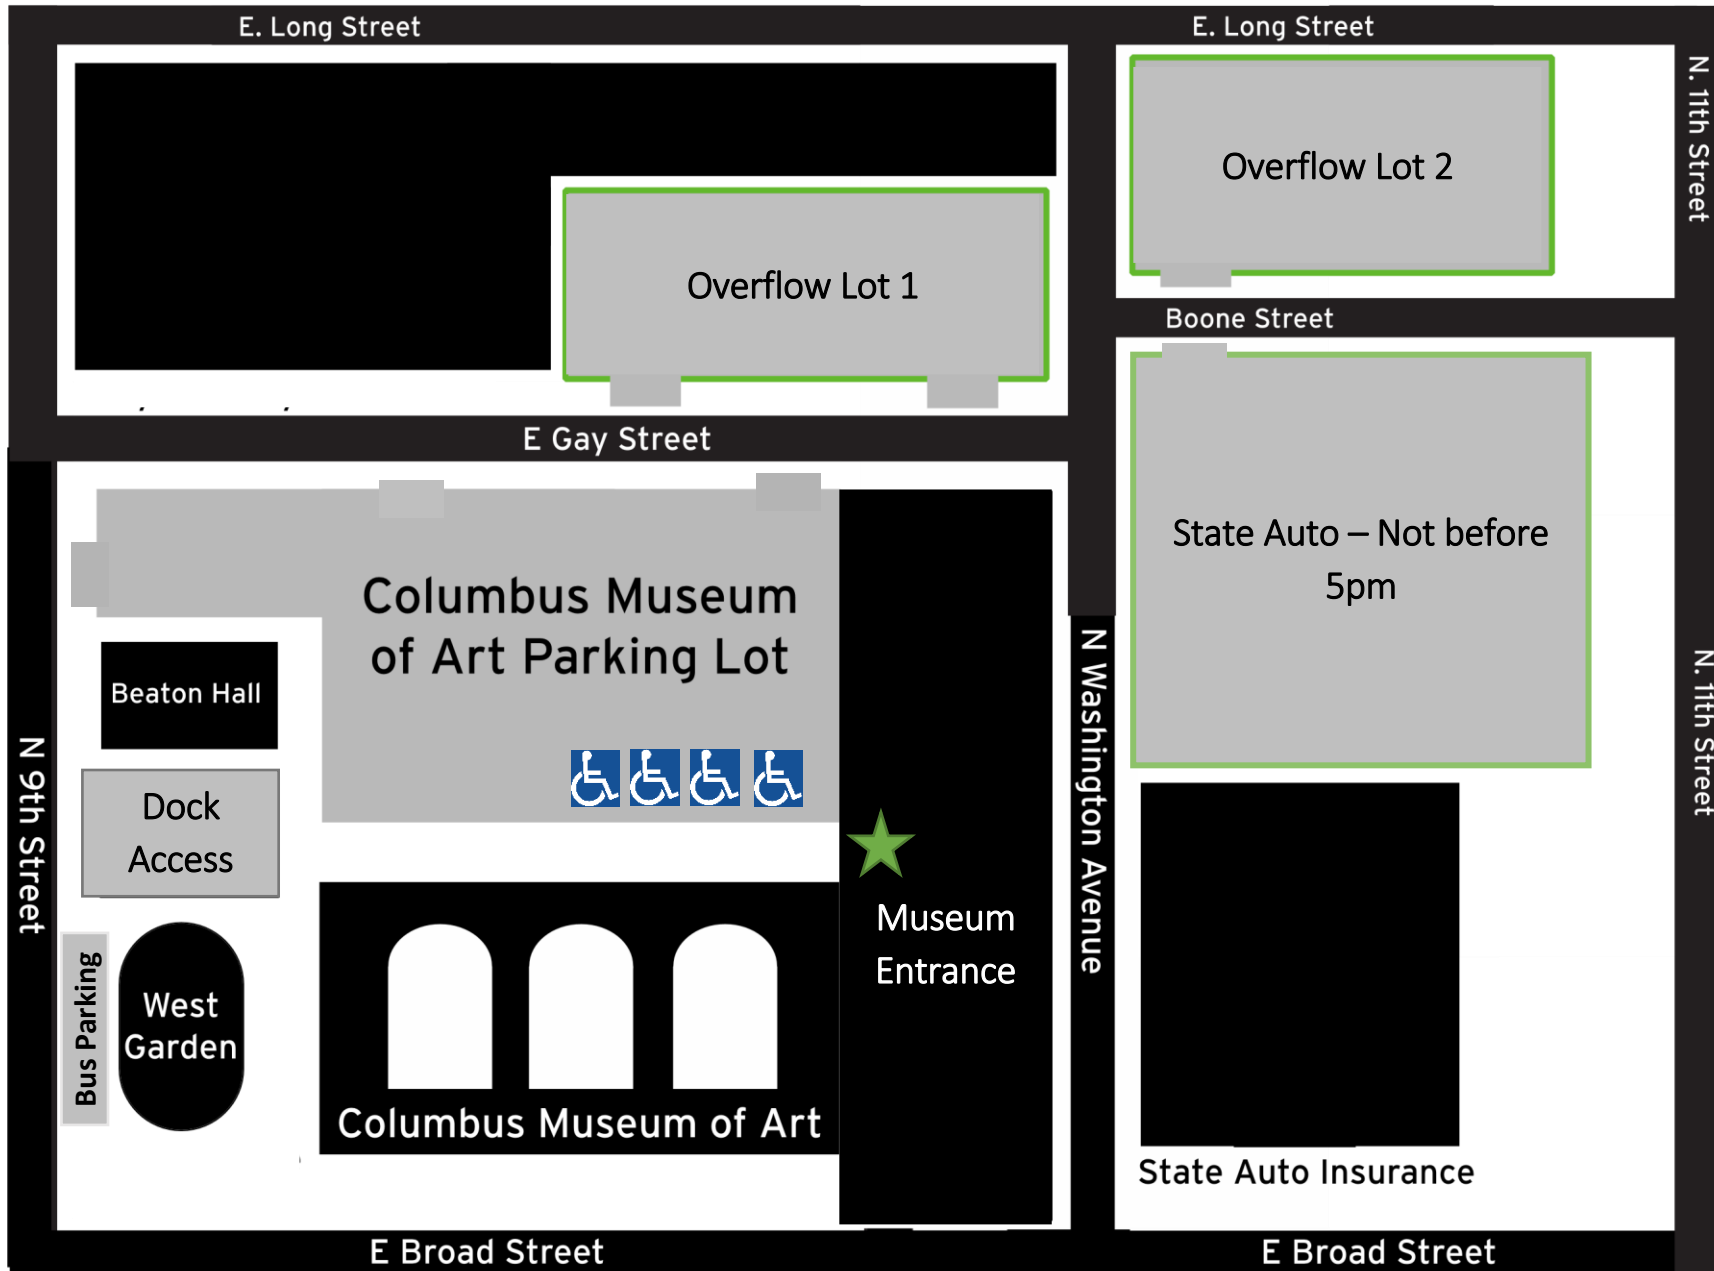 E. Long Street
E. Long Street
N. 11th Street
Overflow Lot 2
Overflow Lot 1
Boone Street
E Gay Street
State Auto – Not before
5pm
Columbus Museum
of Art Parking Lot
N Washington Avenue
N. 11th Street
Beaton Hall
N 9th Street
Dock
Access
Museum
Entrance
Bus Parking
West
Garden
Columbus Museum of Art
State Auto Insurance
E Broad Street
E Broad Street